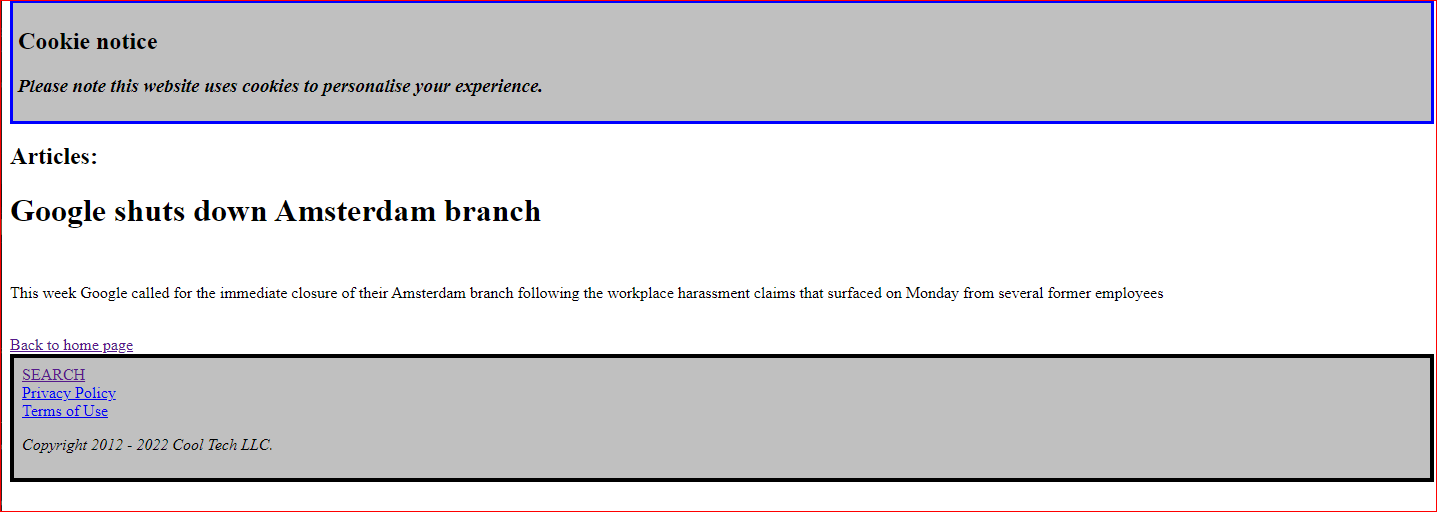 Cookie notice
Please note this website uses cookies to personalise your experience.
Articles:
Google shuts down Amsterdam branch
This week Google called for the immediate closure of their Amsterdam branch following the workplace harassment claims that surfaced on Monday from several former employees
Back to home page
SEARCH
Privacy Policy
Terms of Use
Copyright 2012 - 2022 Cool Tech LLC.